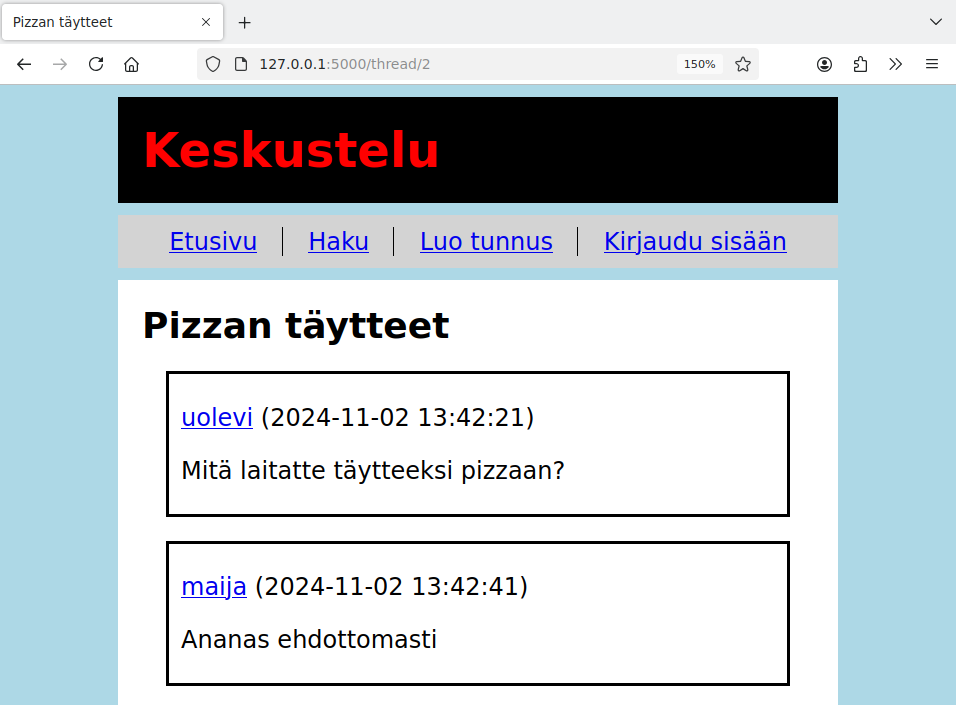 Pizzan täytteet
127.0.0.1:5000/thread/2
150%
Keskustelu
Etusivu Haku Luo tunnus Kirjaudu sisään
Pizzan täytteet
uolevi (2024-11-02 13:42:21)
Mitä laitatte täytteeksi pizzaan?
maija (2024-11-02 13:42:41)
Ananas ehdottomasti